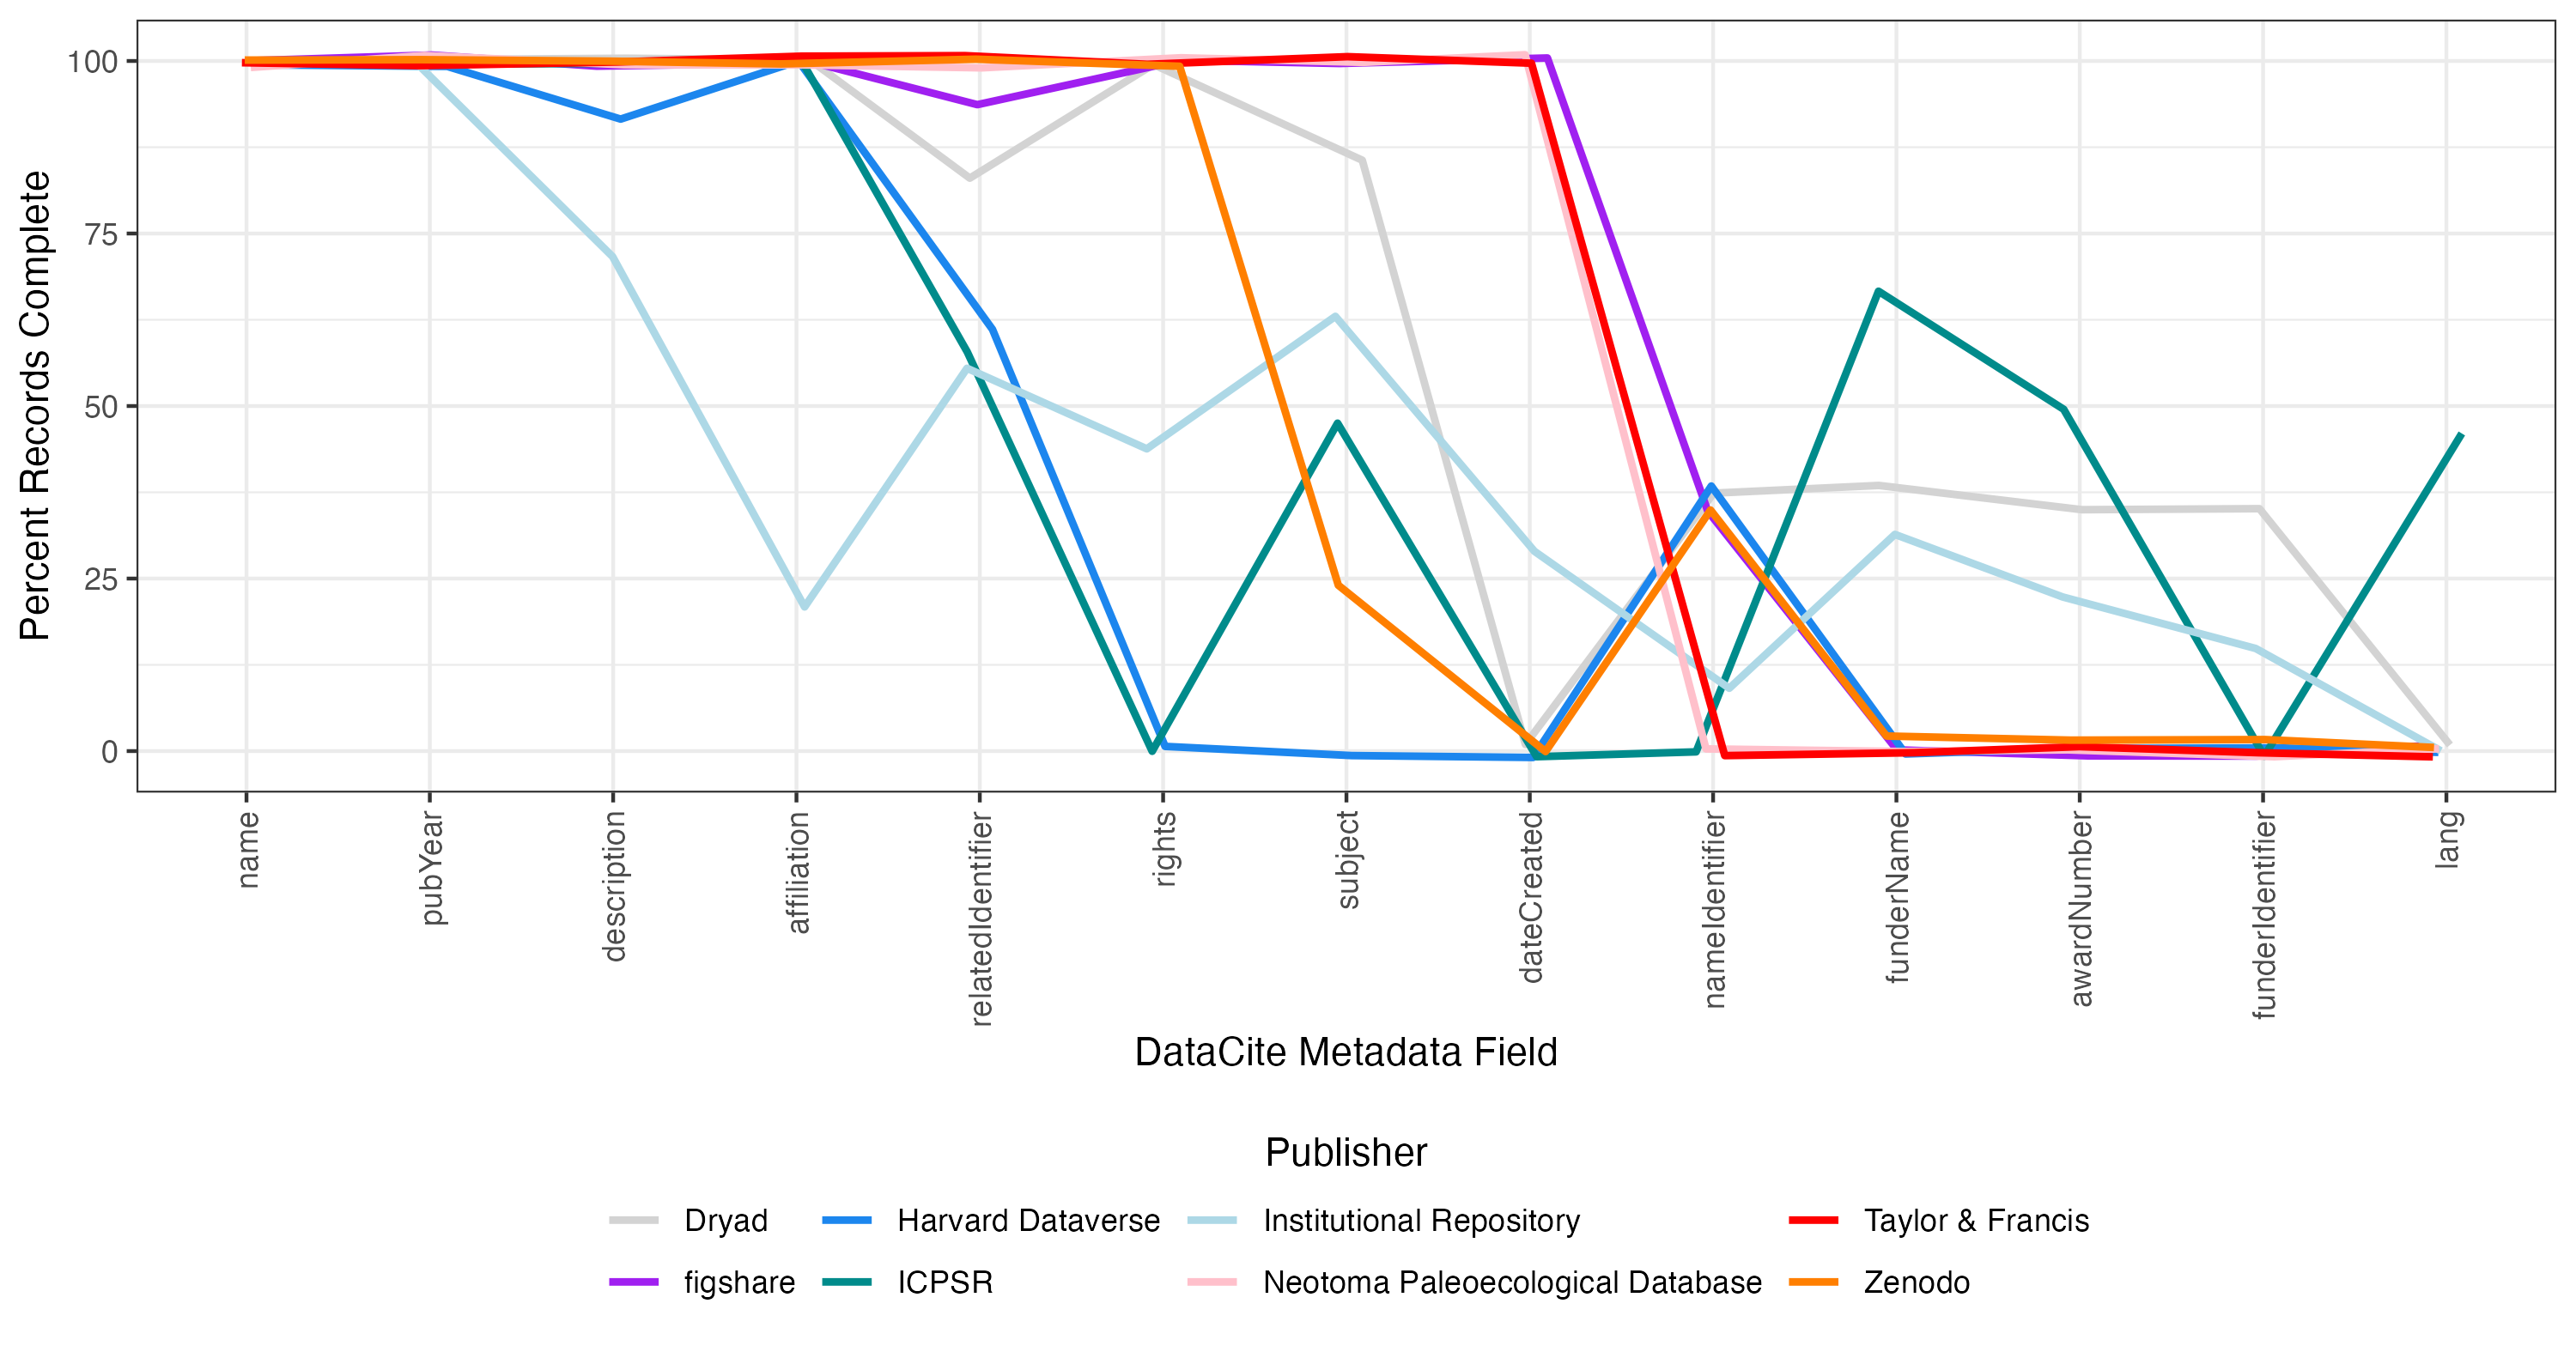 Percent Records Complete
100
75
50
25
0
name
pubYear
description
affiliation
relatedIdentifier
rights
subject
dateCreated
nameIdentifier
funderName
awardNumber
funderIdentifier
lang
DataCite Metadata Field
Publisher
Dryad
Harvard Dataverse
Institutional Repository
Taylor & Francis
figshare
ICPSR
Neotoma Paleoecological Database
Zenodo